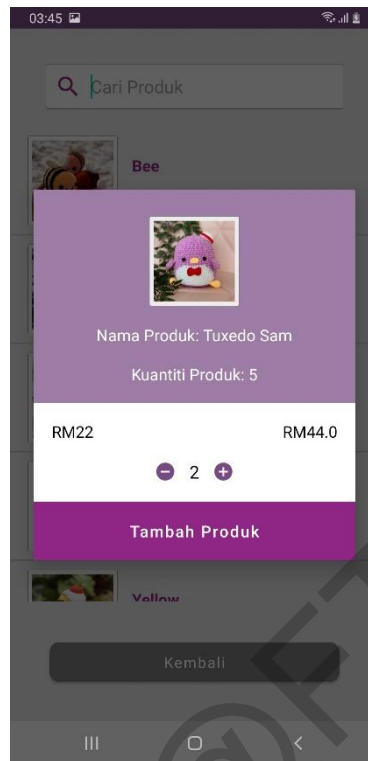 03:45
Cari Produk
Bee
Nama Produk: Tuxedo Sam
Kuantiti Produk: 5
RM22 RM44.0
2
Tambah Produk
Yellow
Kembali